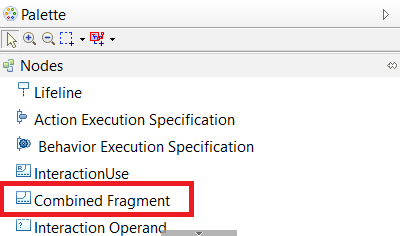 Palette
Nodes
Lifeline
Action Execution Specification
Behavior Execution Specification
InteractionUse
Combined Fragment
Interaction Operand